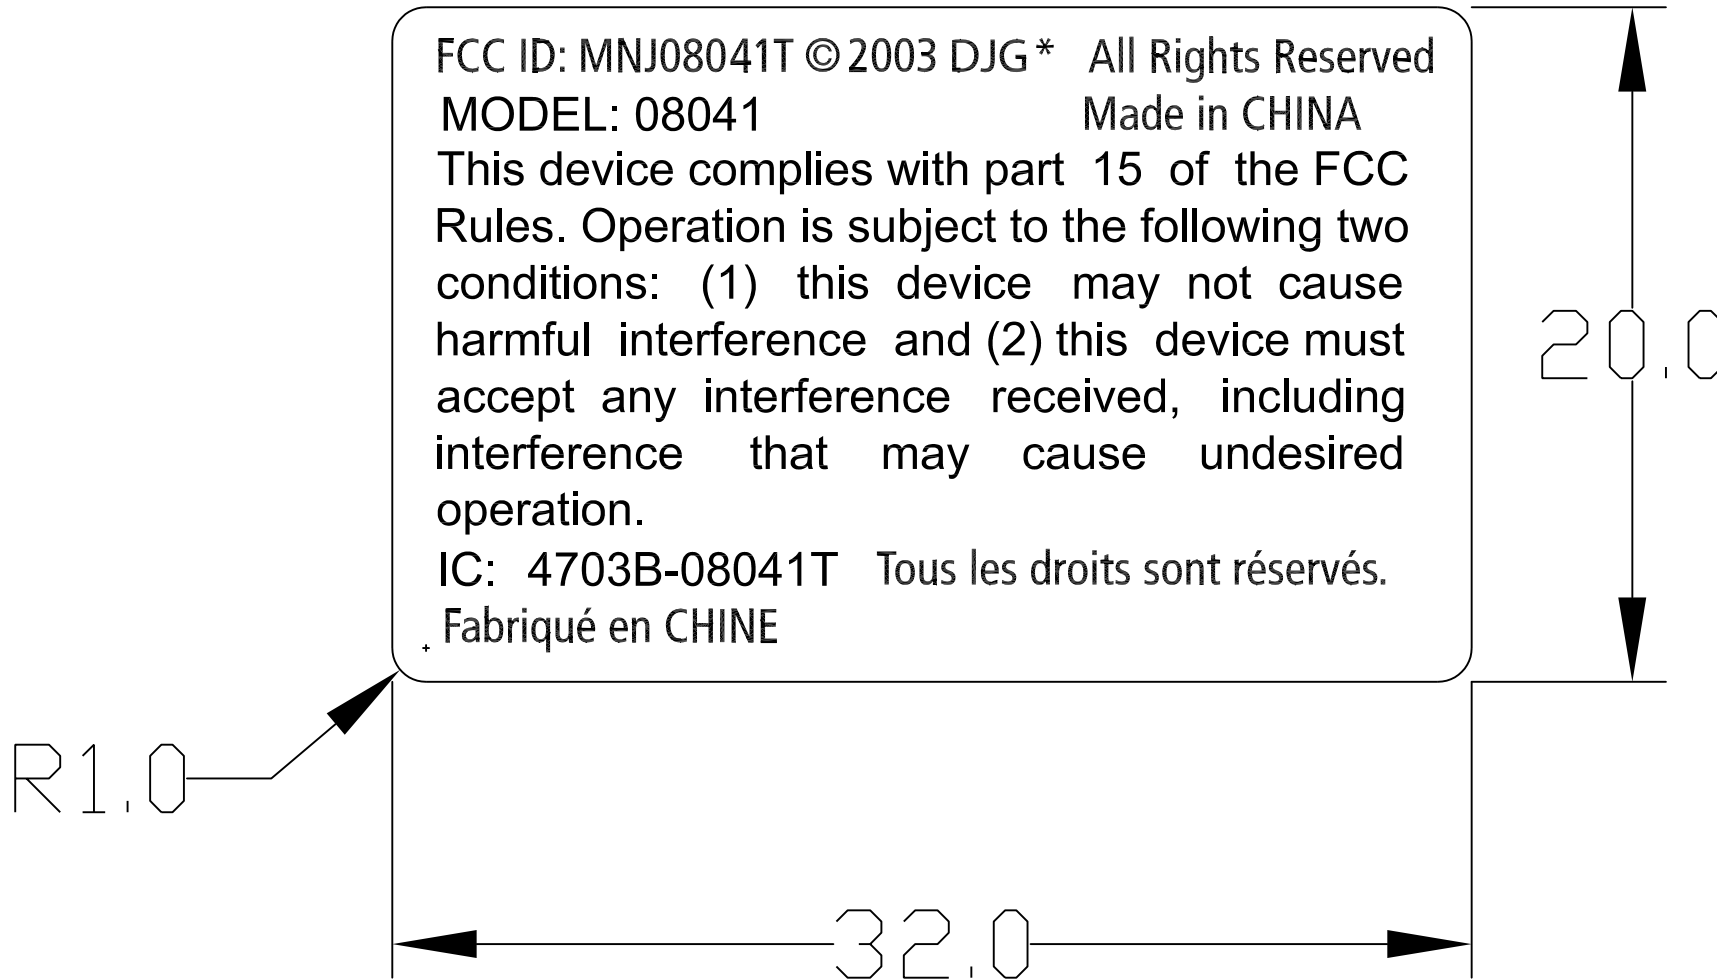 FCC ID: MNJ08041T © 2003 DJG* All Rights Reserved
MODEL: 08041 Made in CHINA
This device complies with part 15 of the FCC
Rules. Operation is subject to the following two
conditions: (1) this device may not cause
harmful interference and (2) this device must
accept any interference received, including
interference that may cause undesired
operation.
IC: 4703B-08041T Tous les droits sont réservés.
Fabriqué en CHINE
20.0
R1.0
32.0